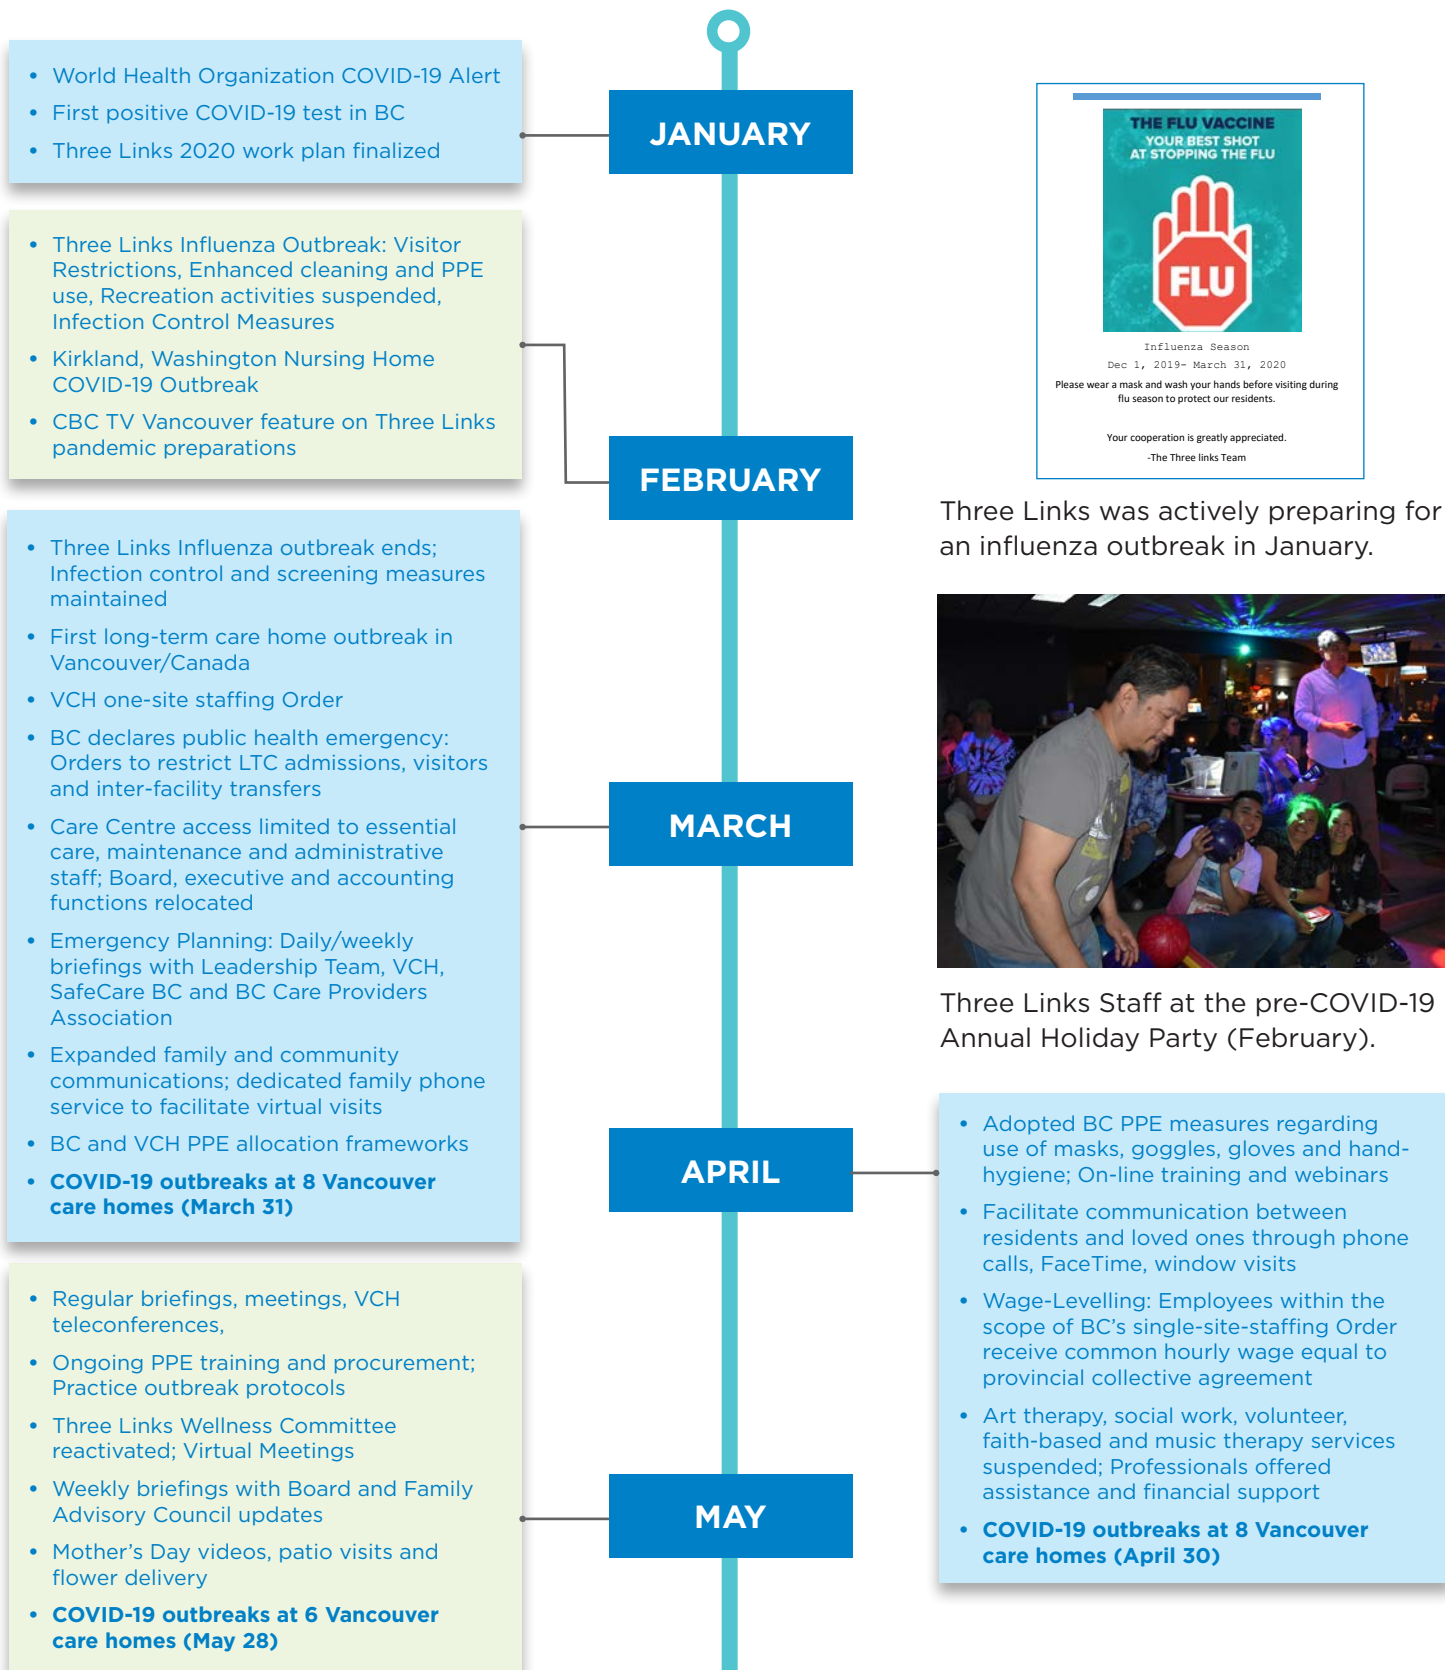 • World Health Organization COVID-19 Alert
• First positive COVID-19 test in BC
• Three Links 2020 work plan finalized
JANUARY
• Three Links Influenza Outbreak: Visitor
Restrictions, Enhanced cleaning and PPE
use, Recreation activities suspended,
Infection Control Measures
• Kirkland, Washington Nursing Home
COVID-19 Outbreak
• CBC TV Vancouver feature on Three Links
pandemic preparations
FEBRUARY
THE FLU VACCINE
YOUR BEST SHOT
AT STOPPING THE FLU
FLU
Influenza Season
Dec 1, 2019- March 31, 2020
Please wear a mask and wash your hands before visiting during
flu season to protect our residents.
Your cooperation is greatly appreciated.
-The Three links Team
Three Links was actively preparing for
an influenza outbreak in January.
• Three Links Influenza outbreak ends;
Infection control and screening measures
maintained
• First long-term care home outbreak in
Vancouver/Canada
• VCH one-site staffing Order
• BC declares public health emergency:
Orders to restrict LTC admissions, visitors
and inter-facility transfers
• Care Centre access limited to essential
care, maintenance and administrative
staff; Board, executive and accounting
functions relocated
• Emergency Planning: Daily/weekly
briefings with Leadership Team, VCH,
SafeCare BC and BC Care Providers
Association
• Expanded family and community
communications; dedicated family phone
service to facilitate virtual visits
• BC and VCH PPE allocation frameworks
• COVID-19 outbreaks at 8 Vancouver
care homes (March 31)
MARCH
Three Links Staff at the pre-COVID-19
Annual Holiday Party (February).
APRIL
• Adopted BC PPE measures regarding
use of masks, goggles, gloves and hand-
hygiene; On-line training and webinars
• Facilitate communication between
residents and loved ones through phone
calls, FaceTime, window visits
• Wage-Levelling: Employees within the
scope of BC's single-site-staffing Order
receive common hourly wage equal to
provincial collective agreement
• Art therapy, social work, volunteer,
faith-based and music therapy services
suspended; Professionals offered
assistance and financial support
• COVID-19 outbreaks at 8 Vancouver
care homes (April 30)
• Regular briefings, meetings, VCH
teleconferences,
• Ongoing PPE training and procurement;
Practice outbreak protocols
• Three Links Wellness Committee
reactivated; Virtual Meetings
• Weekly briefings with Board and Family
Advisory Council updates
• Mother's Day videos, patio visits and
flower delivery
• COVID-19 outbreaks at 6 Vancouver
care homes (May 28)
MAY